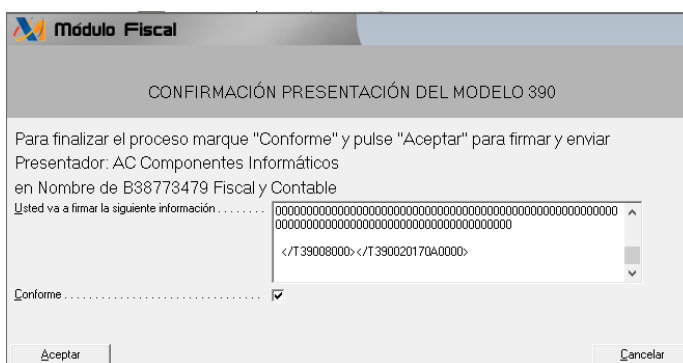 Módulo Fiscal
CONFIRMACIÓN PRESENTACIÓN DEL MODELO 390
Para finalizar el proceso marque "Conforme" y pulse "Aceptar" para firmar y enviar
Presentador: AC Componentes Informáticos
en Nombre de B38773479 Fiscal y Contable
Usted va a firmar la siguiente información . . . . . . . .
</T39008000></T390020170A0000>
Conforme . . . . . . . . . . . . . . . . . . . . . . . . . . . . . . . .
Aceptar
Cancelar